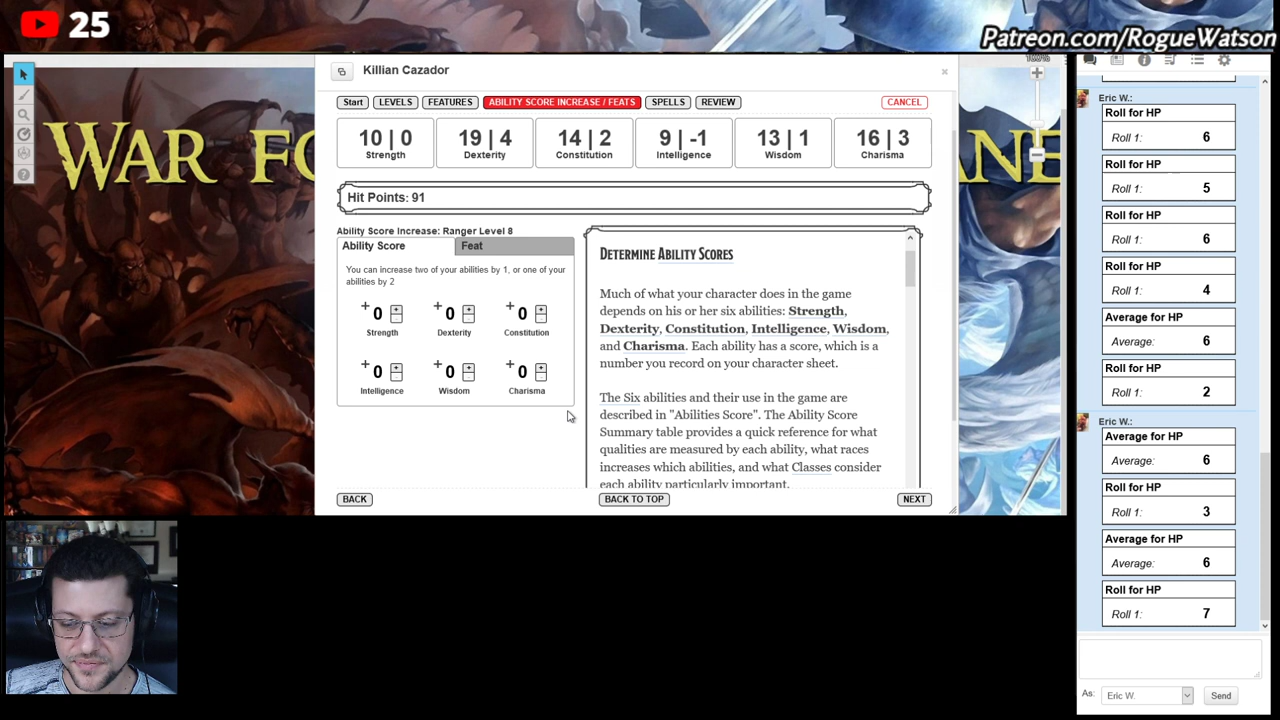 25
Patreon.com/RogueWatson
WAR FO
ANE
Killian Cazador
Start
LEVELS
FEATURES
ABILITY SCORE INCREASE / FEATS
SPELLS
REVIEW
CANCEL
10 | 0
Strength
19 | 4
Dexterity
14 | 2
Constitution
9 | -1
Intelligence
13 | 1
Wisdom
16 | 3
Charisma
Hit Points: 91
Ability Score Increase: Ranger Level 8
Ability Score
Feat
You can increase two of your abilities by 1, or one of your
abilities by 2
+ 0
Strength
+ 0
Dexterity
+ 0
Constitution
+ 0
Intelligence
+ 0
Wisdom
+ 0
Charisma
DETERMINE ABILITY SCORES
Much of what your character does in the game
depends on his or her six abilities: Strength,
Dexterity, Constitution, Intelligence, Wisdom,
and Charisma. Each ability has a score, which is a
number you record on your character sheet.
The Six abilities and their use in the game are
described in "Abilities Score". The Ability Score
Summary table provides a quick reference for what
qualities are measured by each ability, what races
increases which abilities, and what Classes consider
each ability particularly important.
BACK
BACK TO TOP
NEXT
Eric W.:
Roll for HP
Roll 1: 6
Roll for HP
Roll 1: 5
Roll for HP
Roll 1: 6
Roll for HP
Roll 1: 4
Average for HP
Average: 6
Roll for HP
Roll 1: 2
Eric W.:
Average for HP
Average: 6
Roll for HP
Roll 1: 3
Average for HP
Average: 6
Roll for HP
Roll 1: 7
As:
Eric W.
Send